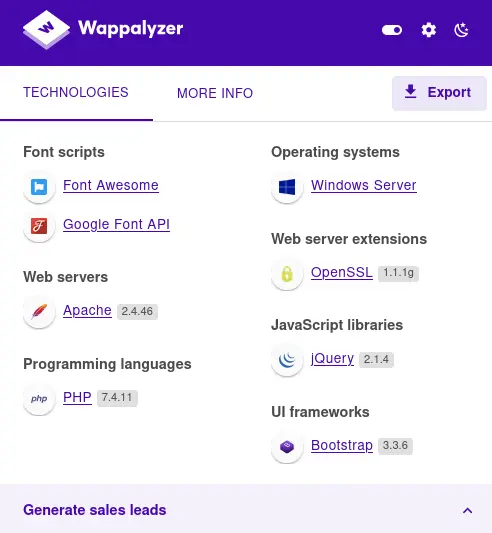 Wappalyzer
TECHNOLOGIES
MORE INFO
Export
Font scripts
Font Awesome
Google Font API
Web servers
Apache 2.4.46
Programming languages
php PHP 7.4.11
Operating systems
Windows Server
Web server extensions
OpenSSL 1.1.1g
JavaScript libraries
jQuery 2.1.4
UI frameworks
Bootstrap 3.3.6
Generate sales leads